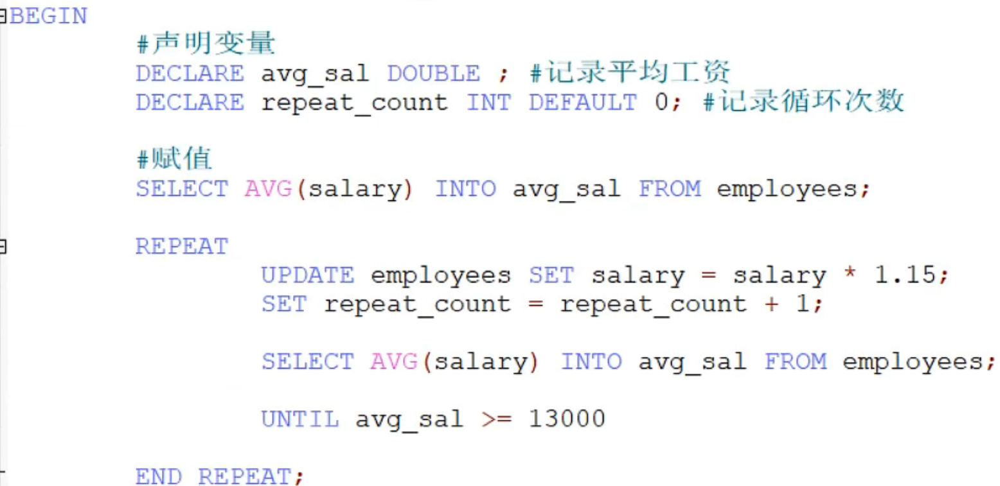 BEGIN
#声明变量
DECLARE avg_sal DOUBLE ; #记录平均工资
DECLARE repeat_count INT DEFAULT 0; #记录循环次数
#赋值
SELECT AVG(salary) INTO avg_sal FROM employees;
REPEAT
UPDATE employees SET salary = salary * 1.15;
SET repeat_count = repeat_count + 1;
SELECT AVG(salary) INTO avg_sal FROM employees;
UNTIL avg_sal >= 13000
END REPEAT;